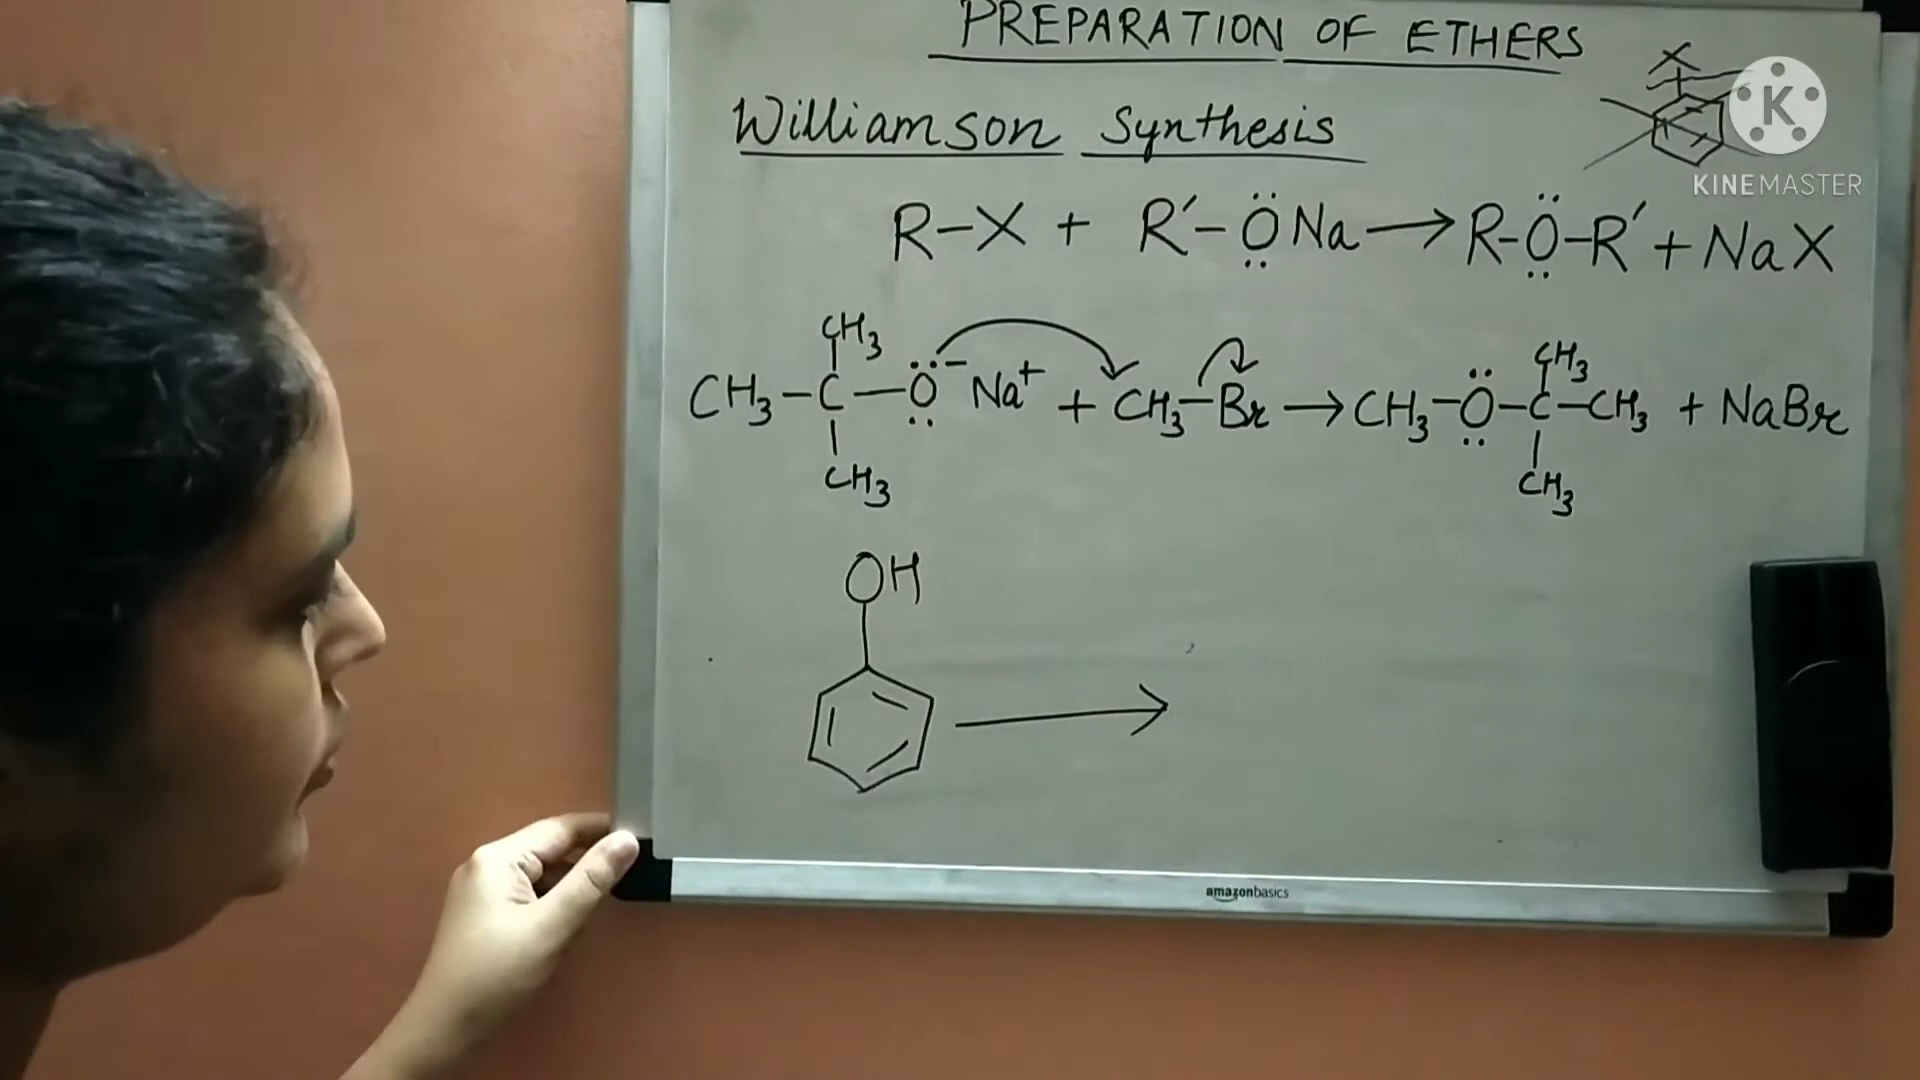 PREPARATION OF ETHERS
X
K
KINEMASTER
Williamson Synthesis
R-X + R′-ÖNa → R-Ö-R′ + NaX
CH3 CH3
CH3-C-Ö⁻ Na⁺ + CH3-Br → CH3-Ö-C-CH3 + NaBr
CH3 CH3
OH
amazonbasics